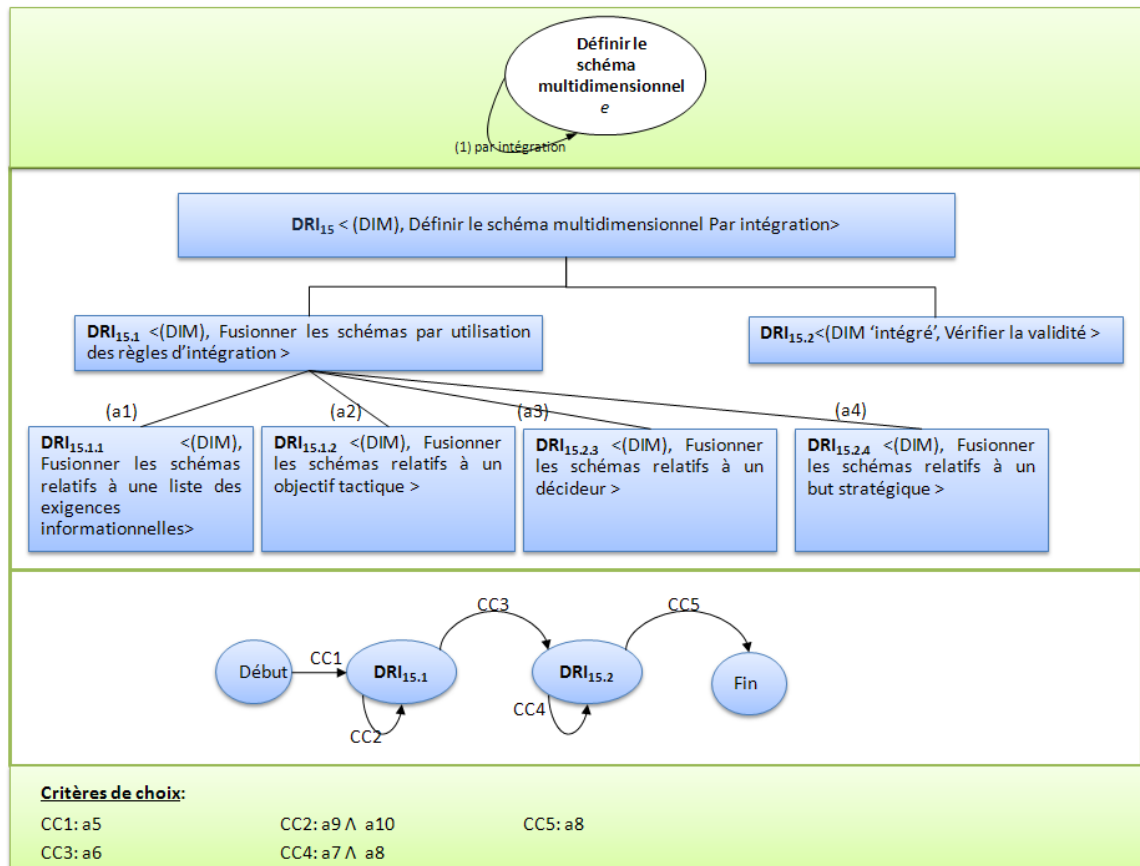 Définir le
schéma
multidimensionnel
e
(1) par intégration
DRI15 < (DIM), Définir le schéma multidimensionnel Par intégration>
DRI15.1 <(DIM), Fusionner les schémas par utilisation
des règles d’intégration >
DRI15.2<(DIM ‘intégré’, Vérifier la validité >
(a1)
(a2)
(a3)
(a4)
DRI15.1.1 <(DIM),
Fusionner les schémas
relatifs à une liste des
exigences
informationnelles>
DRI15.1.2 <(DIM), Fusionner
les schémas relatifs à un
objectif tactique >
DRI15.2.3 <(DIM), Fusionner
les schémas relatifs à un
décideur >
DRI15.2.4 <(DIM), Fusionner
les schémas relatifs à un
but stratégique >
CC3
CC5
Début
CC1
DRI15.1
DRI15.2
Fin
CC2
CC4
Critères de choix:
CC1: a5
CC2: a9 Λ a10
CC5: a8
CC3: a6
CC4: a7 Λ a8